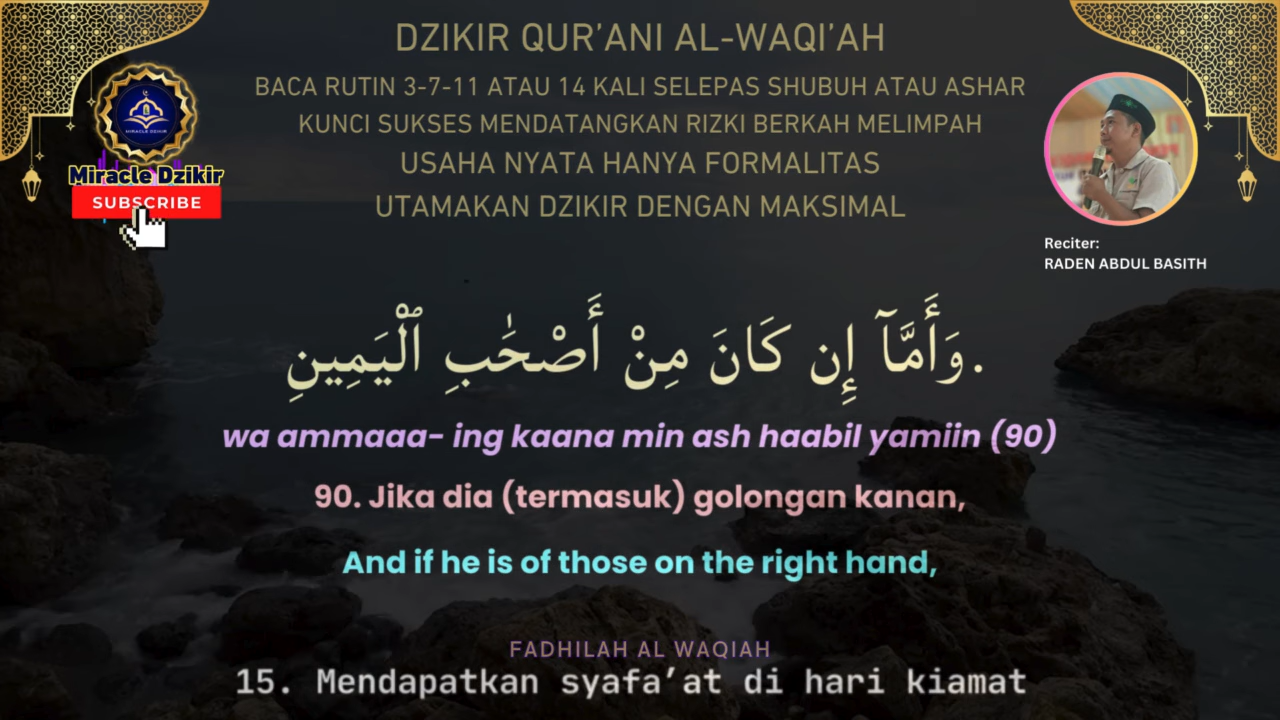 DZIKIR QUR'ANI AL-WAQI'AH
BACA RUTIN 3-7-11 ATAU 14 KALI SELEPAS SHUBUH ATAU ASHAR
KUNCI SUKSES MENDATANGKAN RIZKI BERKAH MELIMPAH
USAHA NYATA HANYA FORMALITAS
UTAMAKAN DZIKIR DENGAN MAKSIMAL
MIRACLE DZIKIR
Miracle Dzikir
SUBSCRIBE
Reciter:
RADEN ABDUL BASITH
.وَأَمَّآ إِن كَانَ مِنْ أَصْحَٰبِ ٱلْيَمِينِ
wa ammaaa- ing kaana min ash haabil yamiin (90)
90. Jika dia (termasuk) golongan kanan,
And if he is of those on the right hand,
FADHILAH AL WAQIAH
15. Mendapatkan syafa'at di hari kiamat